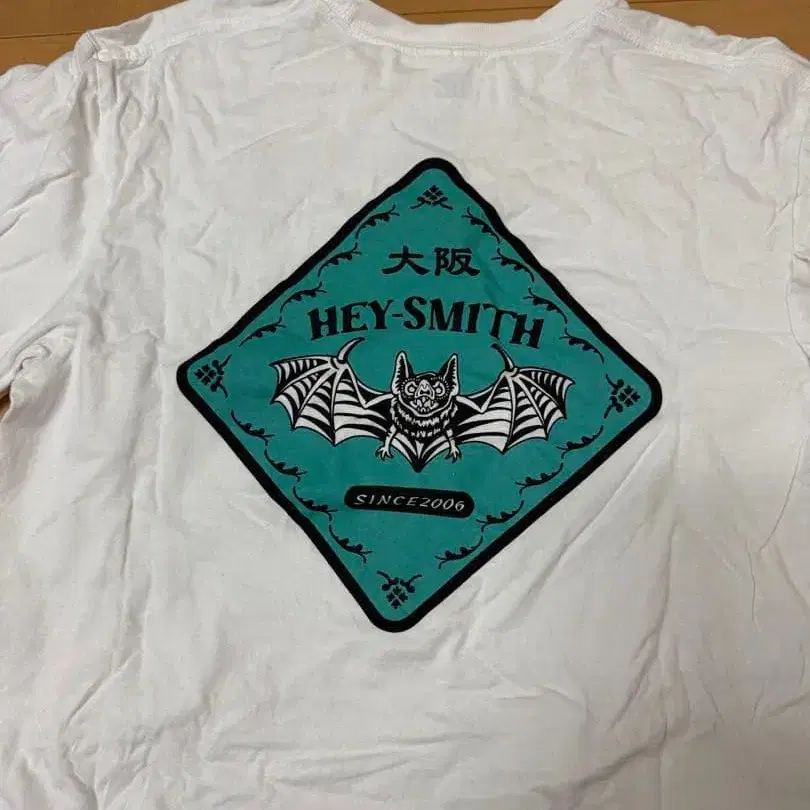 大阪
HEY-SMITH
SINCE2006